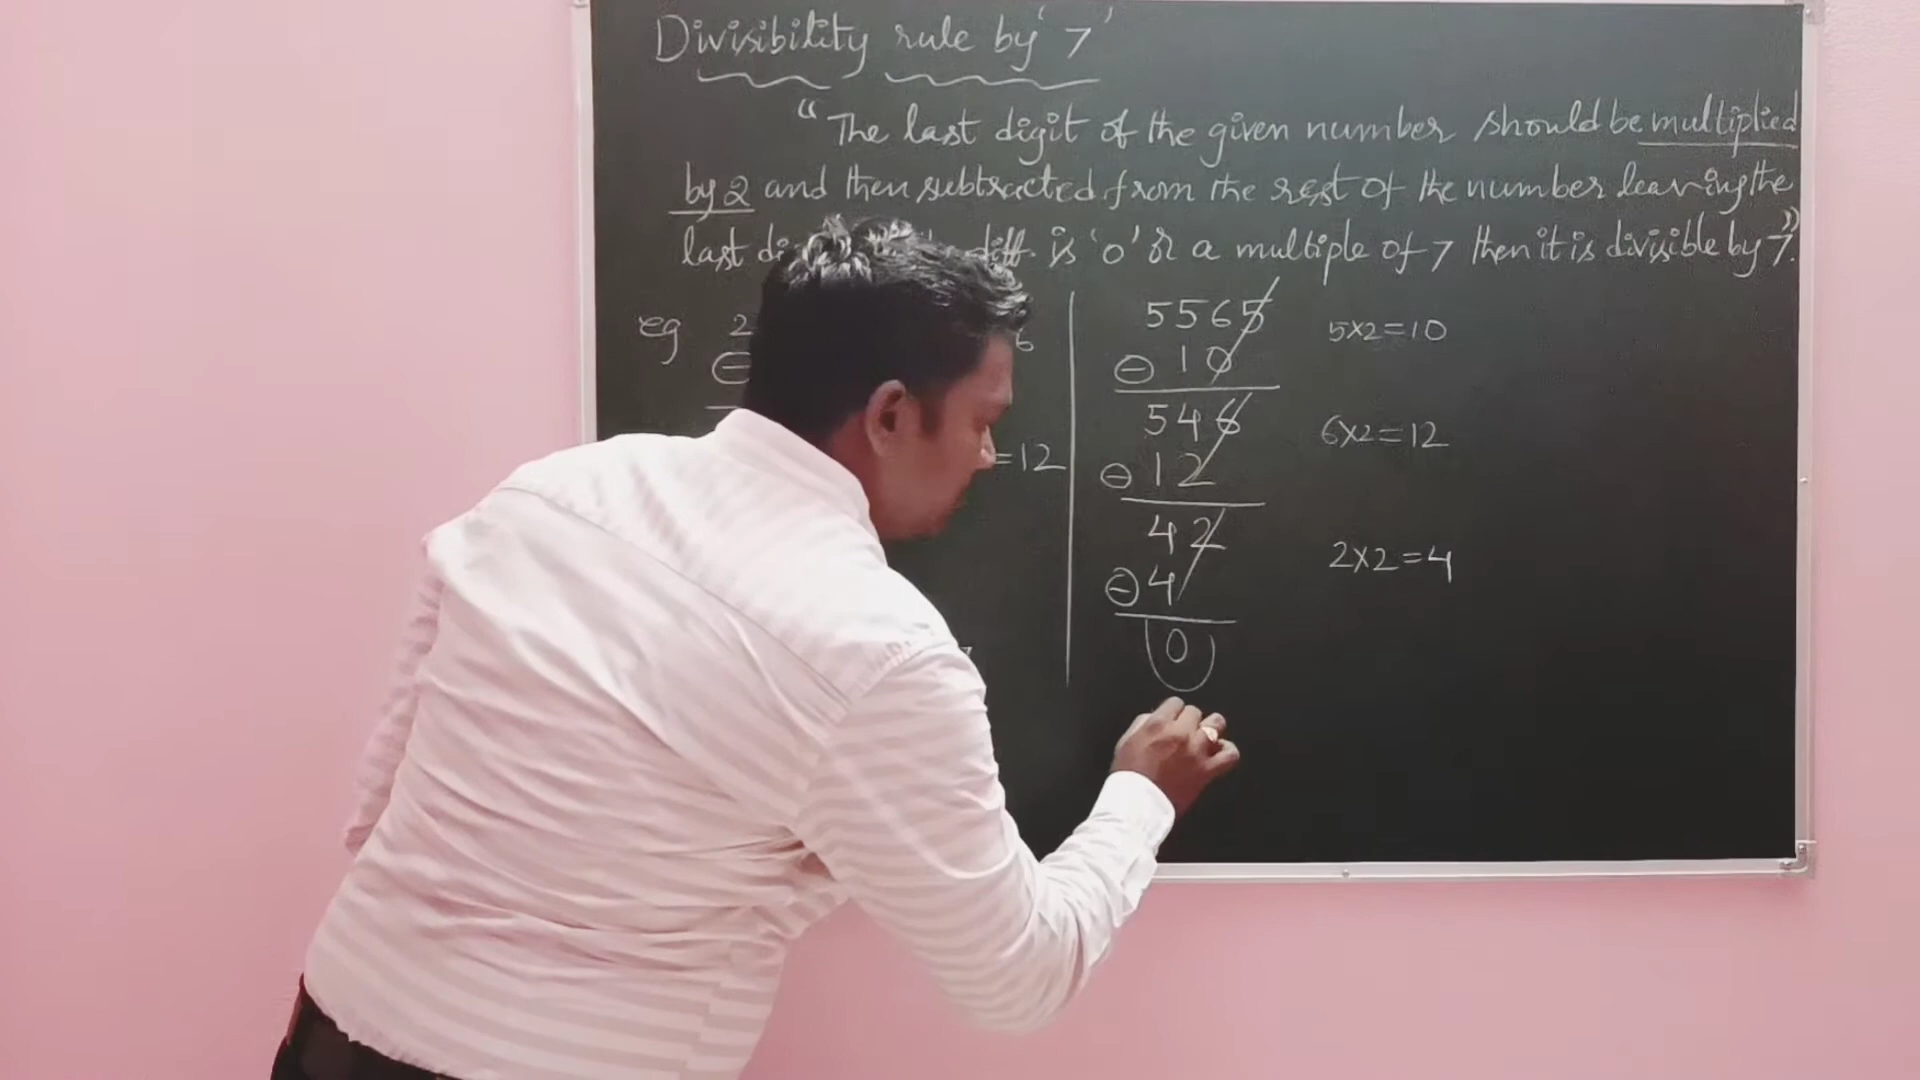 Divisibility rule by '7'
"The last digit of the given number should be multiplied
by 2 and then subtracted from the rest of the number leaving the
last diff. is '0' or a multiple of 7 then it is divisible by 7."
eg 2 6
⊖
=12
5565 5x2=10
⊖ 10
546 6x2=12
⊖ 12
42 2x2=4
⊖ 4
0